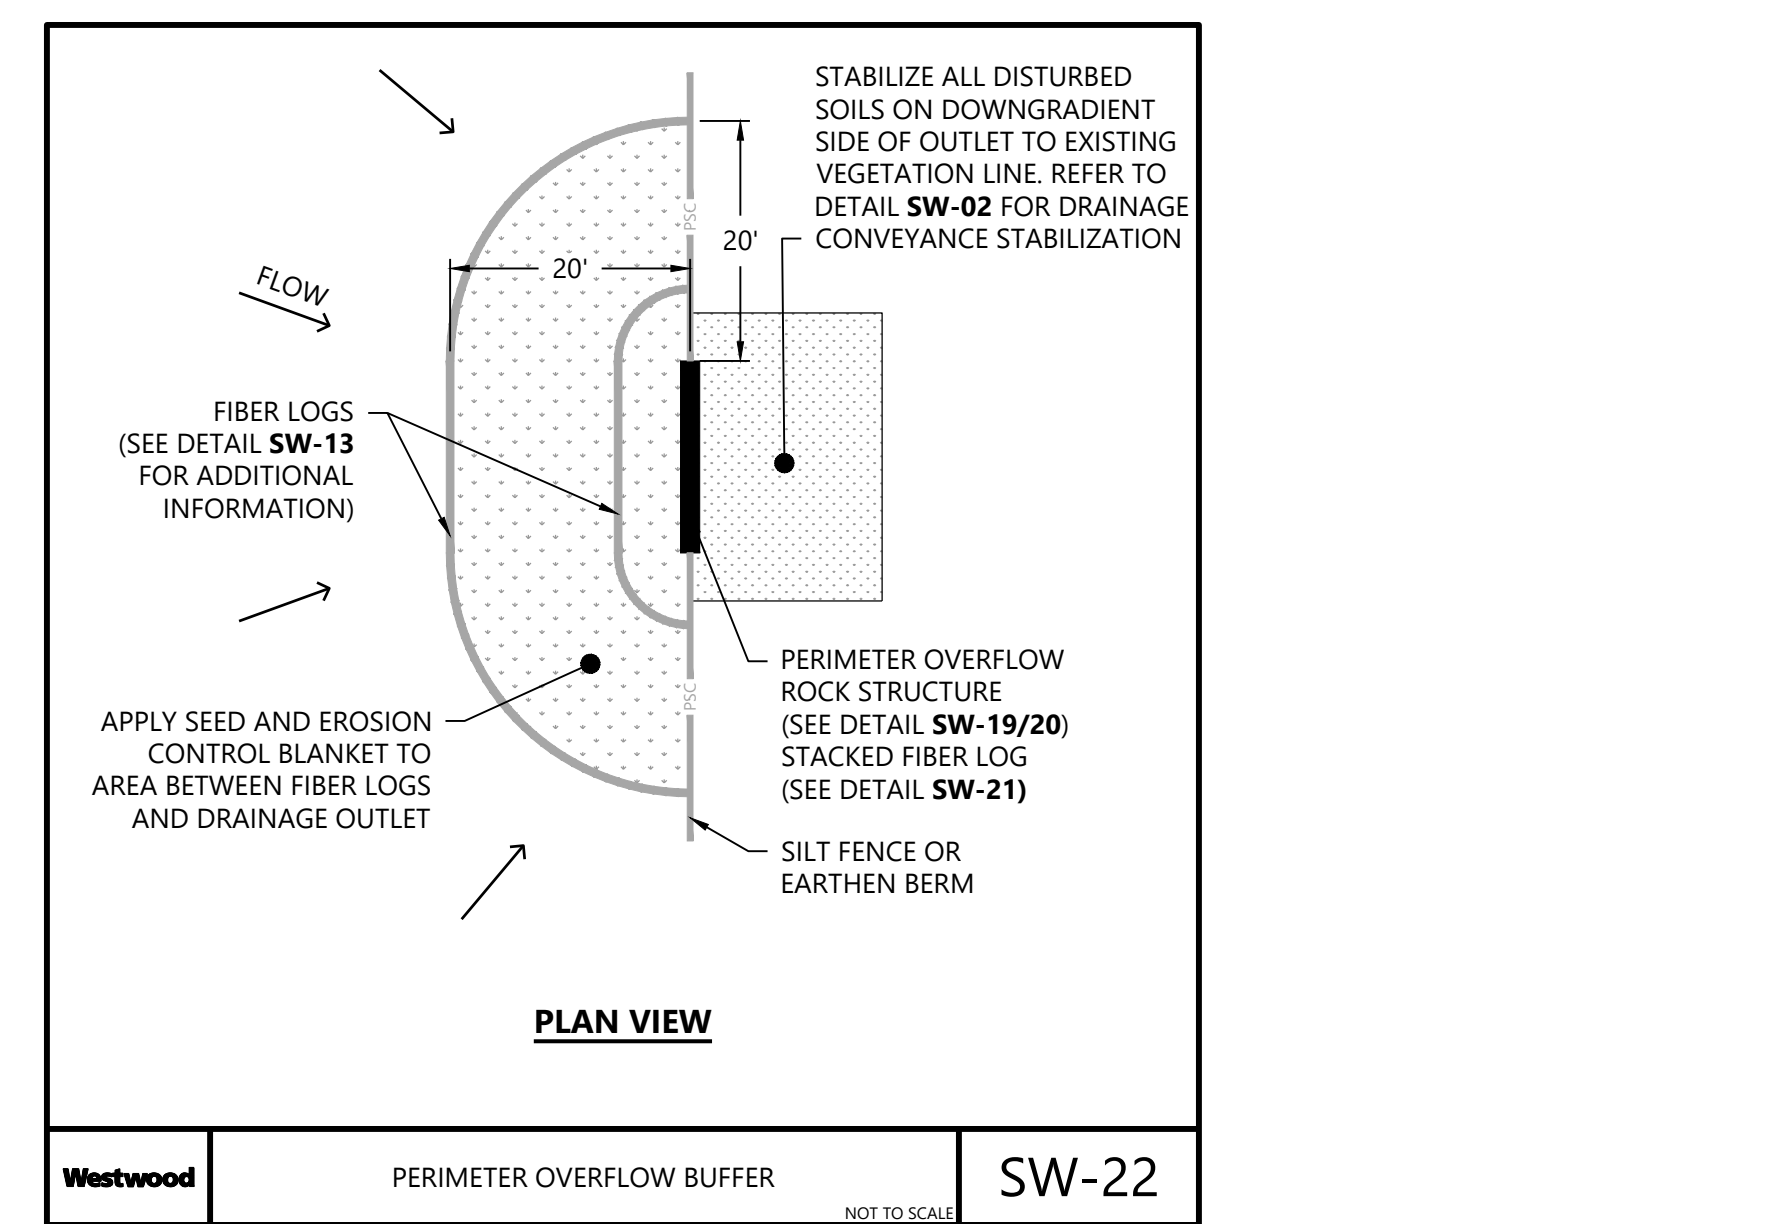 STABILIZE ALL DISTURBED
SOILS ON DOWNGRADIENT
SIDE OF OUTLET TO EXISTING
VEGETATION LINE. REFER TO
DETAIL SW-02 FOR DRAINAGE
CONVEYANCE STABILIZATION
PSC
20'
20'
FLOW
FIBER LOGS
(SEE DETAIL SW-13
FOR ADDITIONAL
INFORMATION)
PERIMETER OVERFLOW
ROCK STRUCTURE
(SEE DETAIL SW-19/20)
STACKED FIBER LOG
(SEE DETAIL SW-21)
PSC
APPLY SEED AND EROSION
CONTROL BLANKET TO
AREA BETWEEN FIBER LOGS
AND DRAINAGE OUTLET
SILT FENCE OR
EARTHEN BERM
PLAN VIEW
Westwood
PERIMETER OVERFLOW BUFFER
NOT TO SCALE
SW-22